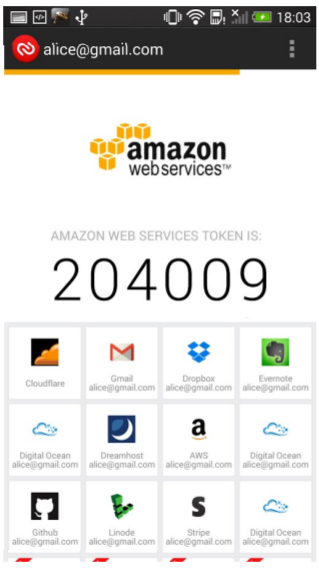 18:03
alice@gmail.com
amazon
webservices™
AMAZON WEB SERVICES TOKEN IS:
204009
Cloudflare
Gmail
alice@gmail.com
Dropbox
alice@gmail.com
Evernote
alice@gmail.com
Digital Ocean
alice@gmail.com
Dreamhost
alice@gmail.com
a
AWS
alice@gmail.com
Digital Ocean
alice@gmail.com
Github
alice@gmail.com
Linode
alice@gmail.com
S
Stripe
alice@gmail.com
Digital Ocean
alice@gmail.com